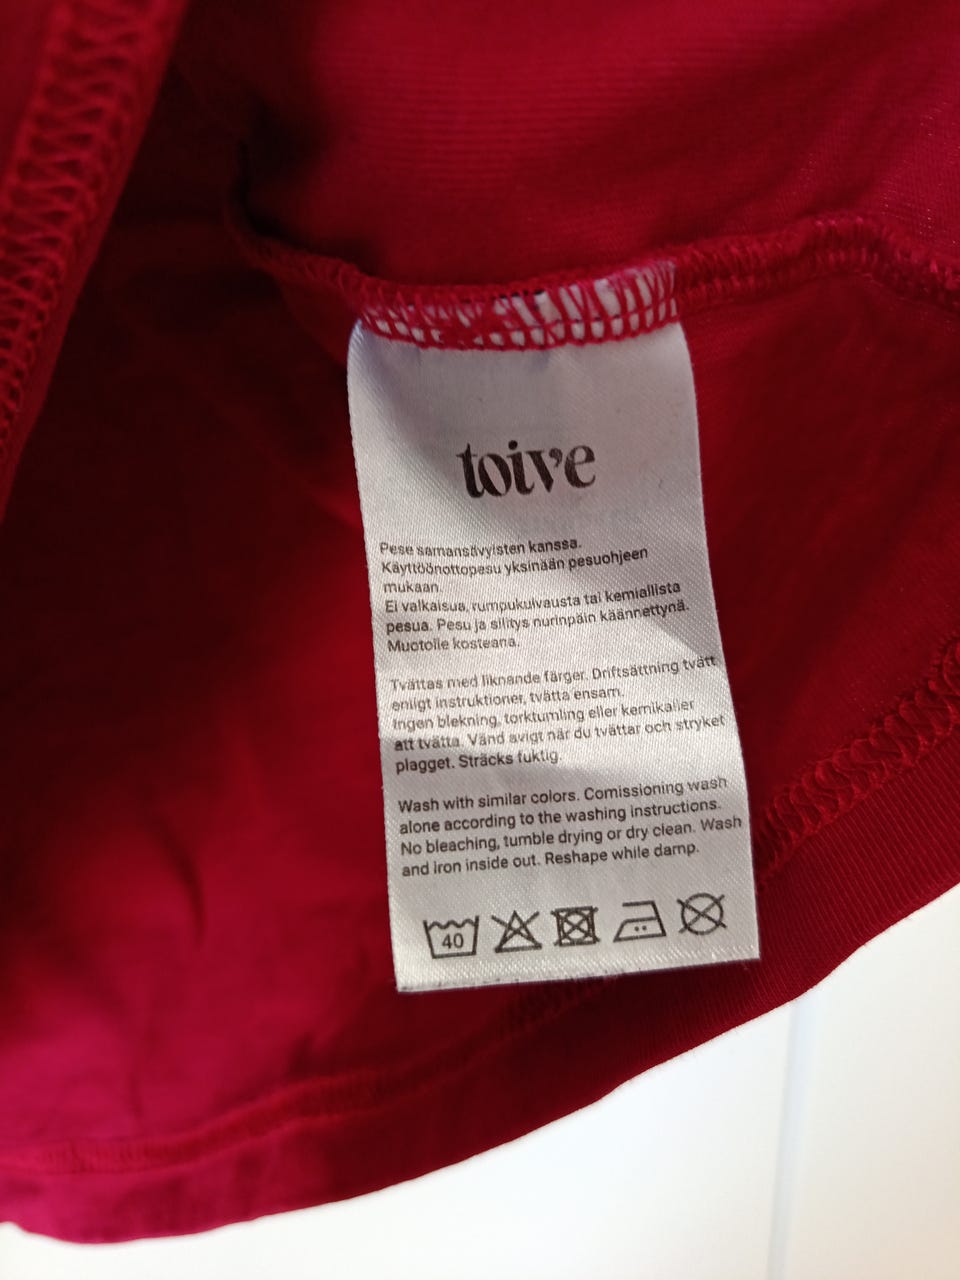 toive
Pese samansävyisten kanssa.
Käyttöönottopesu yksinään pesuohjeen
mukaan.
Ei valkaisua, rumpukuivausta tai kemiallista
pesua. Pesu ja silitys nurinpäin käännettynä.
Muotoile kosteana.
Tvättas med liknande färger. Driftsättning tvätt
enligt instruktioner, tvätta ensam.
Ingen blekning, torktumling eller kemikalier
att tvätta. Vänd avigt när du tvättar och stryket
plagget. Sträcks fuktig.
Wash with similar colors. Comissioning wash
alone according to the washing instructions.
No bleaching, tumble drying or dry clean. Wash
and iron inside out. Reshape while damp.
40